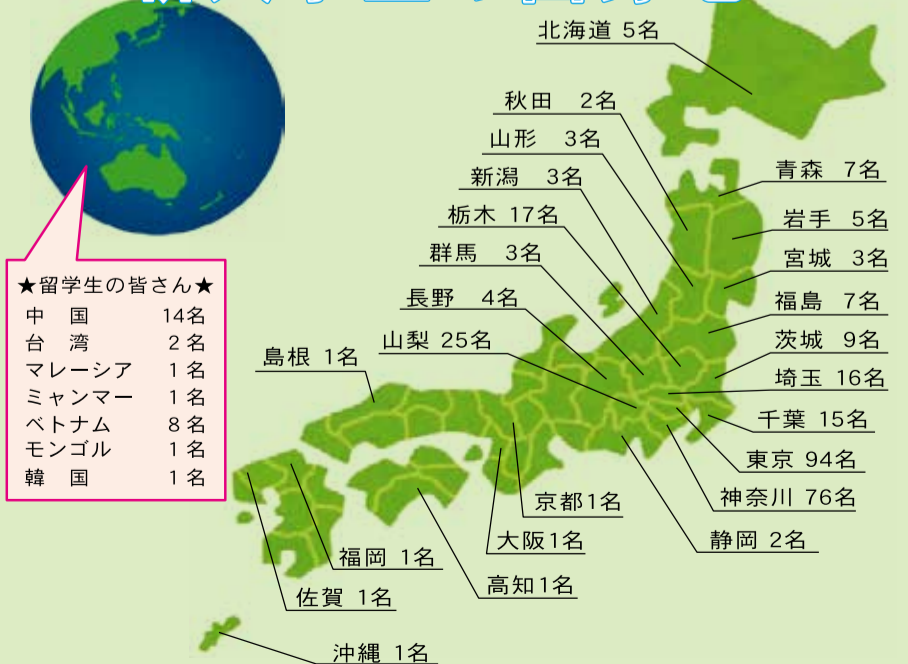 北海道 5名
秋田 2名
山形 3名
新潟 3名
栃木 17名
群馬 3名
長野 4名
山梨 25名
島根 1名
青森 7名
岩手 5名
宮城 3名
福島 7名
茨城 9名
埼玉 16名
千葉 15名
東京 94名
神奈川 76名
静岡 2名
京都1名
大阪1名
高知1名
福岡 1名
佐賀 1名
沖縄 1名
★留学生の皆さん★
中 国 14名
台 湾 2名
マレーシア 1名
ミャンマー 1名
ベトナム 8名
モンゴル 1名
韓 国 1名